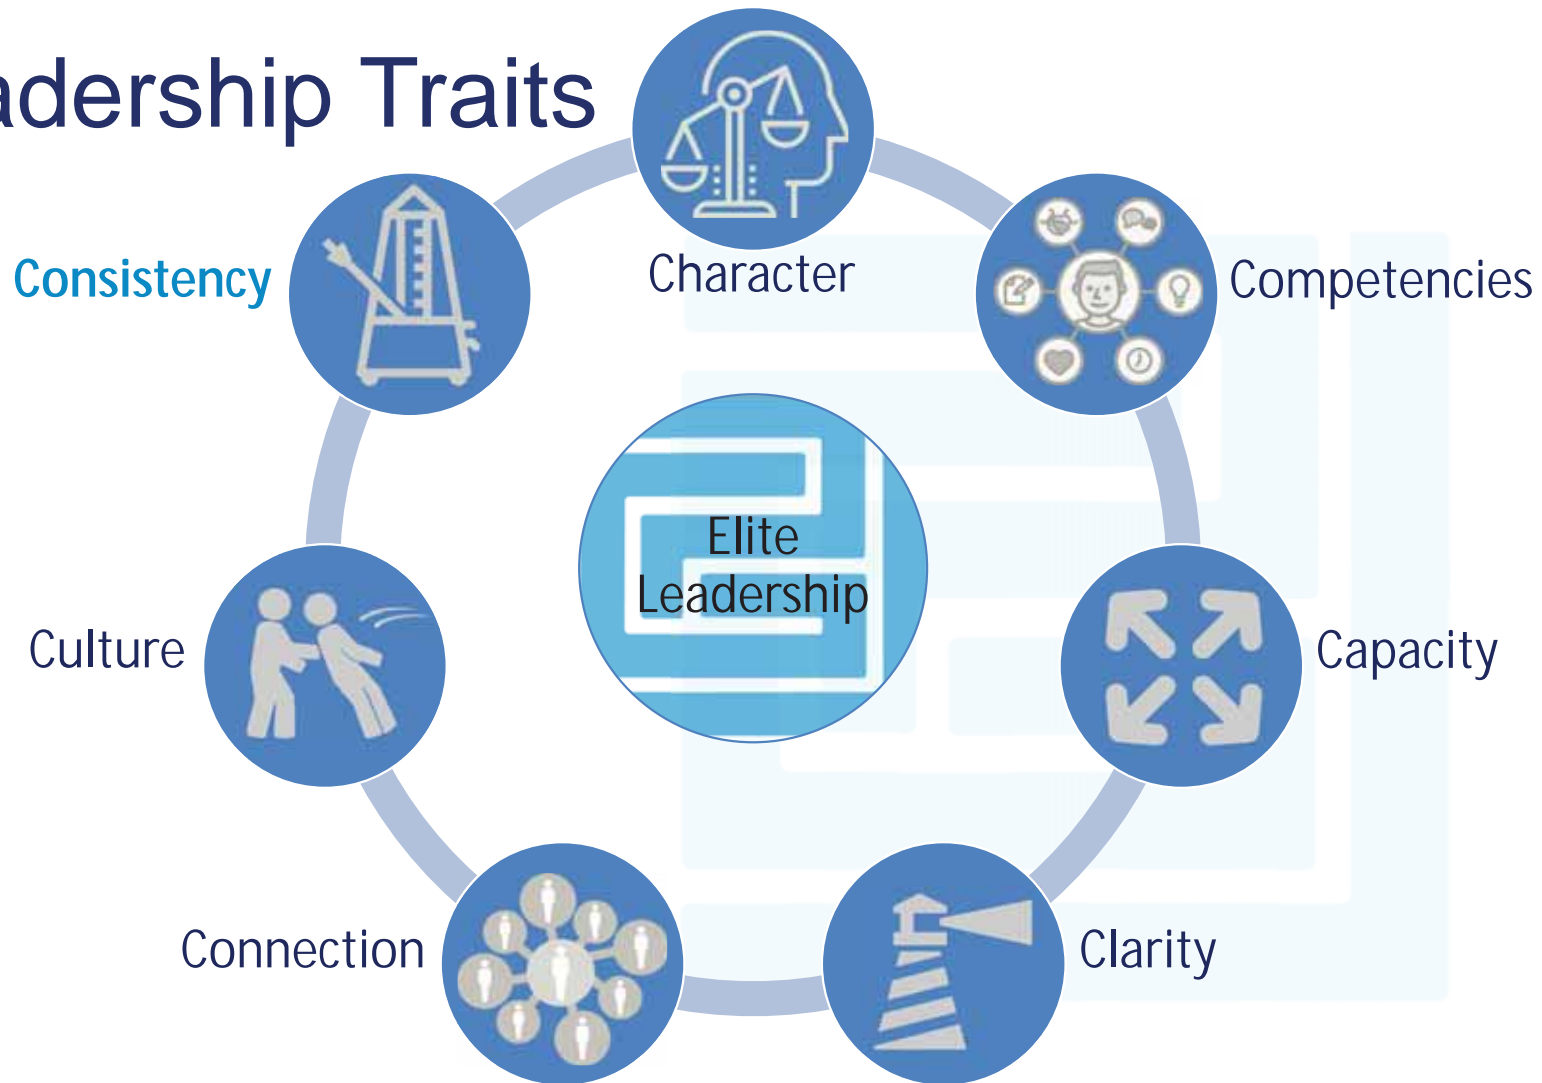 adership Traits
Character
Consistency
Competencies
Elite
Leadership
Culture
Capacity
Connection
Clarity